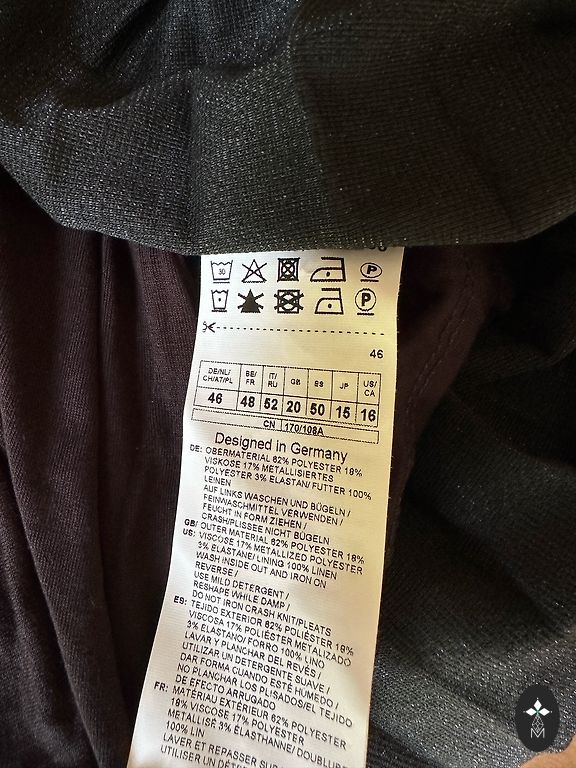 30
P
P
46
DE/NL/ CH/AT/PL BE/ FR IT/ RU GB ES JP US/ CA
46 48 52 20 50 15 16
CN 170/108A
Designed in Germany
DE: OBERMATERIAL 62% POLYESTER 18%
VISKOSE 17% METALLISIERTES
POLYESTER 3% ELASTAN/ FUTTER 100%
LEINEN
AUF LINKS WASCHEN UND BÜGELN /
FEINWASCHMITTEL VERWENDEN /
FEUCHT IN FORM ZIEHEN /
CRASH/PLISSEE NICHT BÜGELN
GB/ OUTER MATERIAL 62% POLYESTER 18%
US: VISCOSE 17% METALLIZED POLYESTER
3% ELASTANE/ LINING 100% LINEN
WASH INSIDE OUT AND IRON ON
REVERSE /
USE MILD DETERGENT /
RESHAPE WHILE DAMP /
DO NOT IRON CRASH KNIT/PLEATS
ES: TEJIDO EXTERIOR 62% POLIÉSTER 18%
VISCOSA 17% POLIÉSTER METALIZADO
3% ELASTANO/ FORRO 100% LINO
LAVAR Y PLANCHAR DEL REVÉS /
UTILIZAR UN DETERGENTE SUAVE /
DAR FORMA CUANDO ESTÉ HÚMEDO /
NO PLANCHAR LOS PLISADOS/EL TEJIDO
DE EFECTO ARRUGADO
FR: MATÉRIAU EXTÉRIEUR 62% POLYESTER
18% VISCOSE 17% POLYESTER
METALLISÉ 3% ÉLASTHANNE/ DOUBLURE
100% LIN
LAVER ET REPASSER SUR
UTILISER UN
M